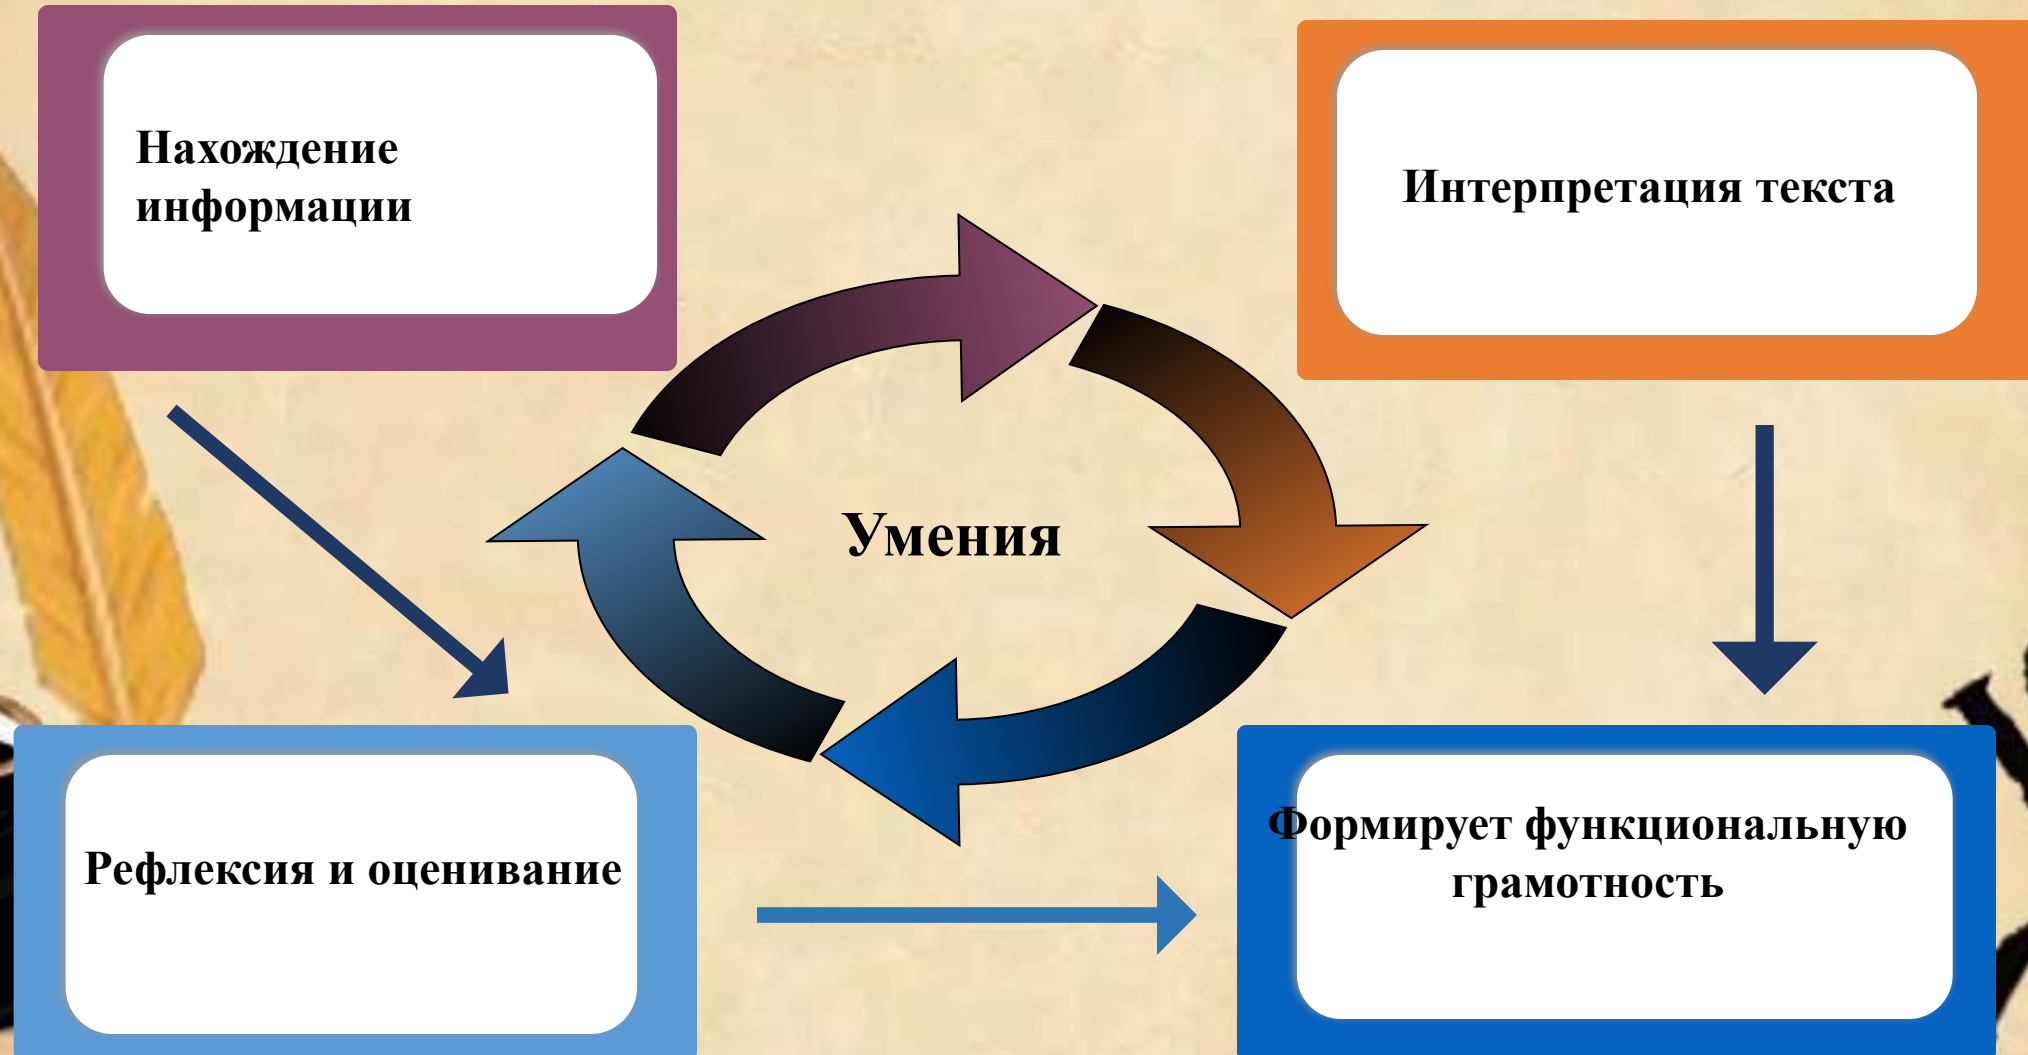 Нахождение
информации
Интерпретация текста
Умения
Рефлексия и оценивание
Формирует функциональную
грамотность